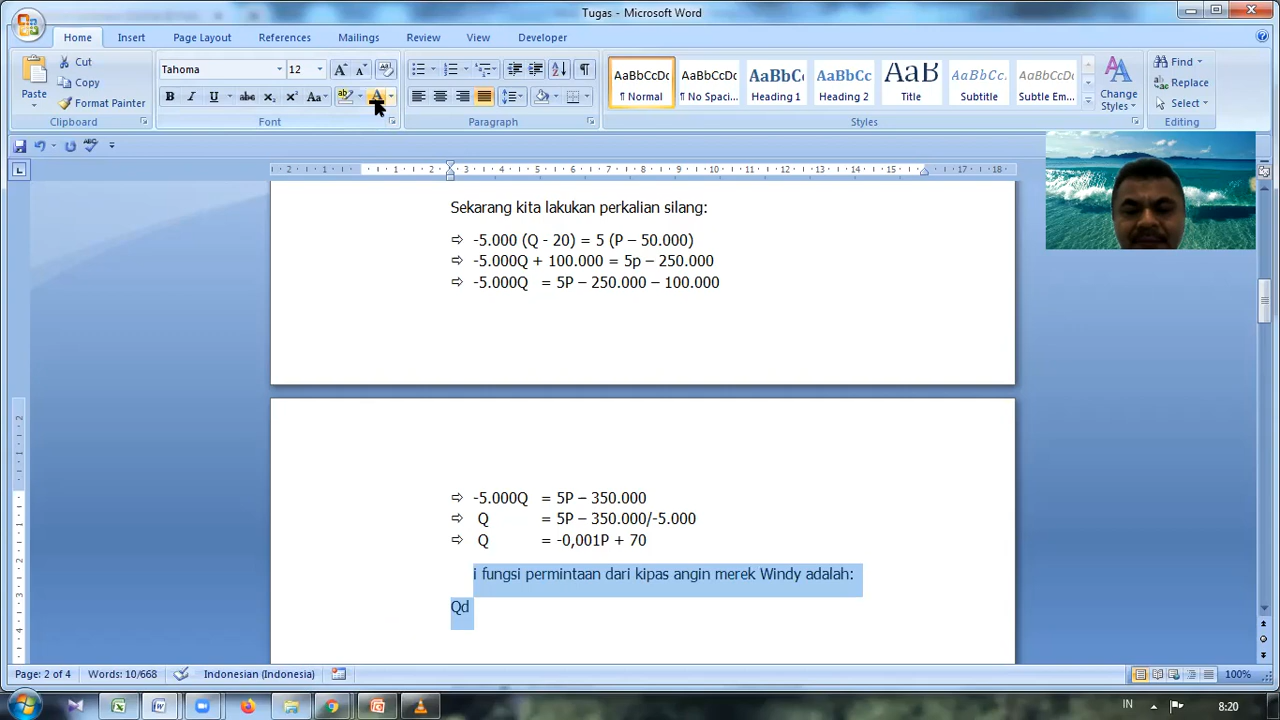 Tugas - Microsoft Word
Home Insert Page Layout References Mailings Review View Developer
Paste
Cut
Copy
Format Painter
Clipboard
Tahoma 12
Font
Paragraph
AaBbCcDc AaBbCcDc AaBbC AaBbCc AaB AaBbCc. AaBbCcDc
¶ Normal ¶ No Spaci... Heading 1 Heading 2 Title Subtitle Subtle Em...
Change Styles
Styles
Find
Replace
Select
Editing
Sekarang kita lakukan perkalian silang:
⇨ -5.000 (Q - 20) = 5 (P – 50.000)
⇨ -5.000Q + 100.000 = 5p – 250.000
⇨ -5.000Q = 5P – 250.000 – 100.000
⇨ -5.000Q = 5P – 350.000
⇨ Q = 5P – 350.000/-5.000
⇨ Q = -0,001P + 70
i fungsi permintaan dari kipas angin merek Windy adalah:
Qd
Page: 2 of 4 Words: 10/668 Indonesian (Indonesia) 100%
IN 8:20